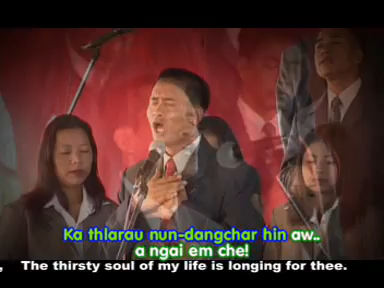 Ka thlarau nun-dangchar hin aw..
a ngai em che!
, The thirsty soul of my life is longing for thee.